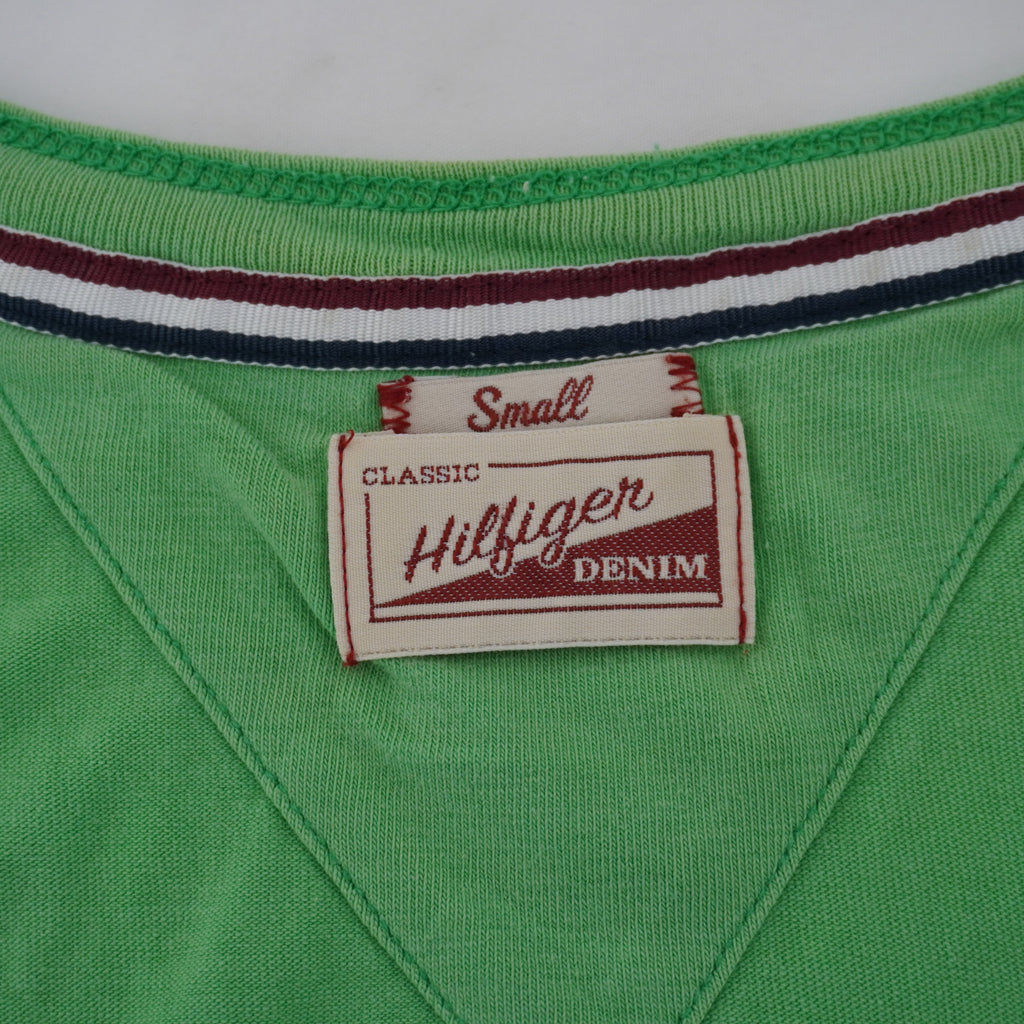 Small
CLASSIC
Hilfiger
DENIM